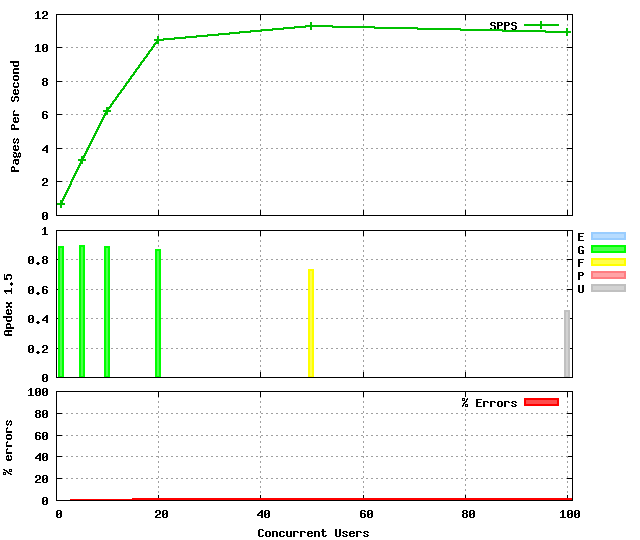 12
SPPS
10
8
6
4
2
0
Pages Per Second
1
0.8
0.6
0.4
0.2
0
Apdex 1.5
E
G
F
P
U
100
% Errors
80
60
40
20
0
% errors
0 20 40 60 80 100
Concurrent Users